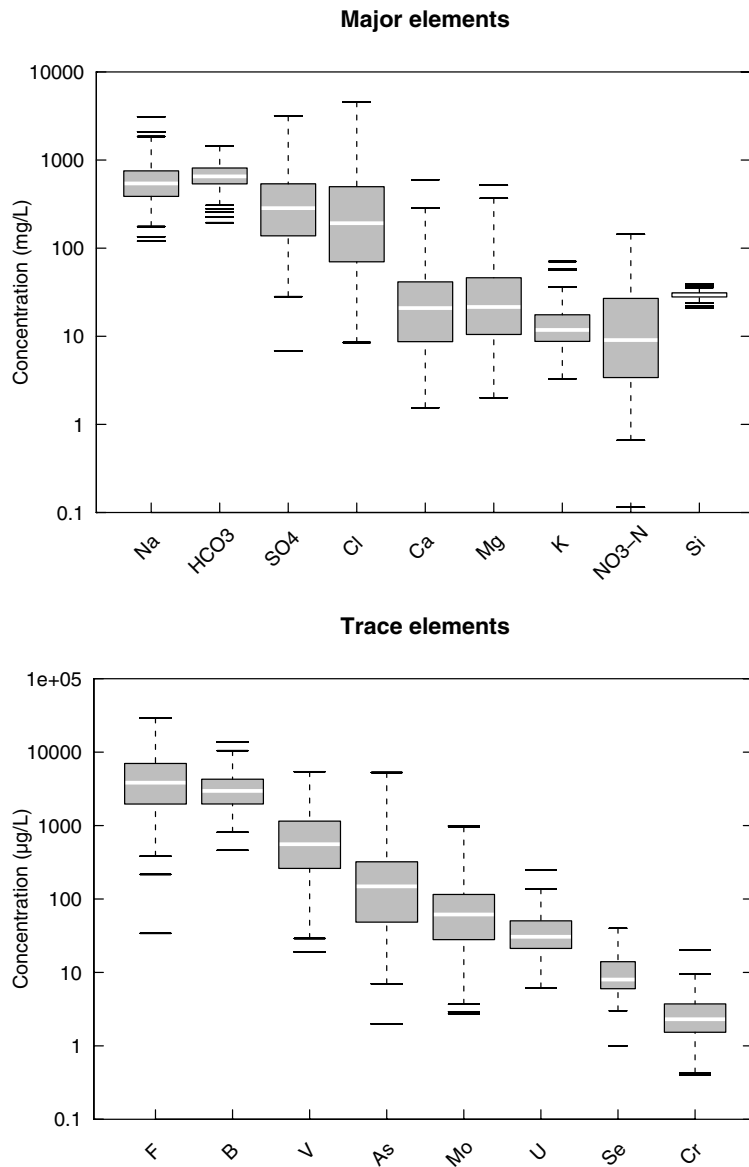 Major elements
10000
1000
100
10
1
0.1
Concentration (mg/L)
Na HCO3 SO4 Cl Ca Mg K NO3−N Si
Trace elements
1e+05
10000
1000
100
10
1
0.1
Concentration (μg/L)
F B V As Mo U Se Cr